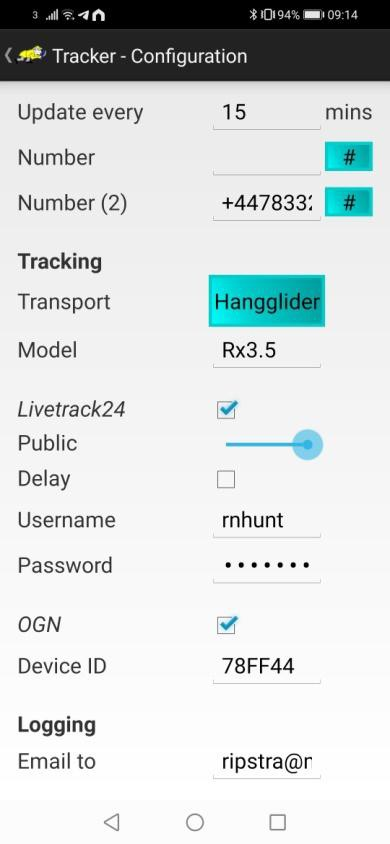 3 94% 09:14
Tracker - Configuration
Update every 15 mins
Number #
Number (2) +4478332 #
Tracking
Transport Hangglider
Model Rx3.5
Livetrack24
Public
Delay
Username rnhunt
Password •••••••
OGN
Device ID 78FF44
Logging
Email to ripstra@